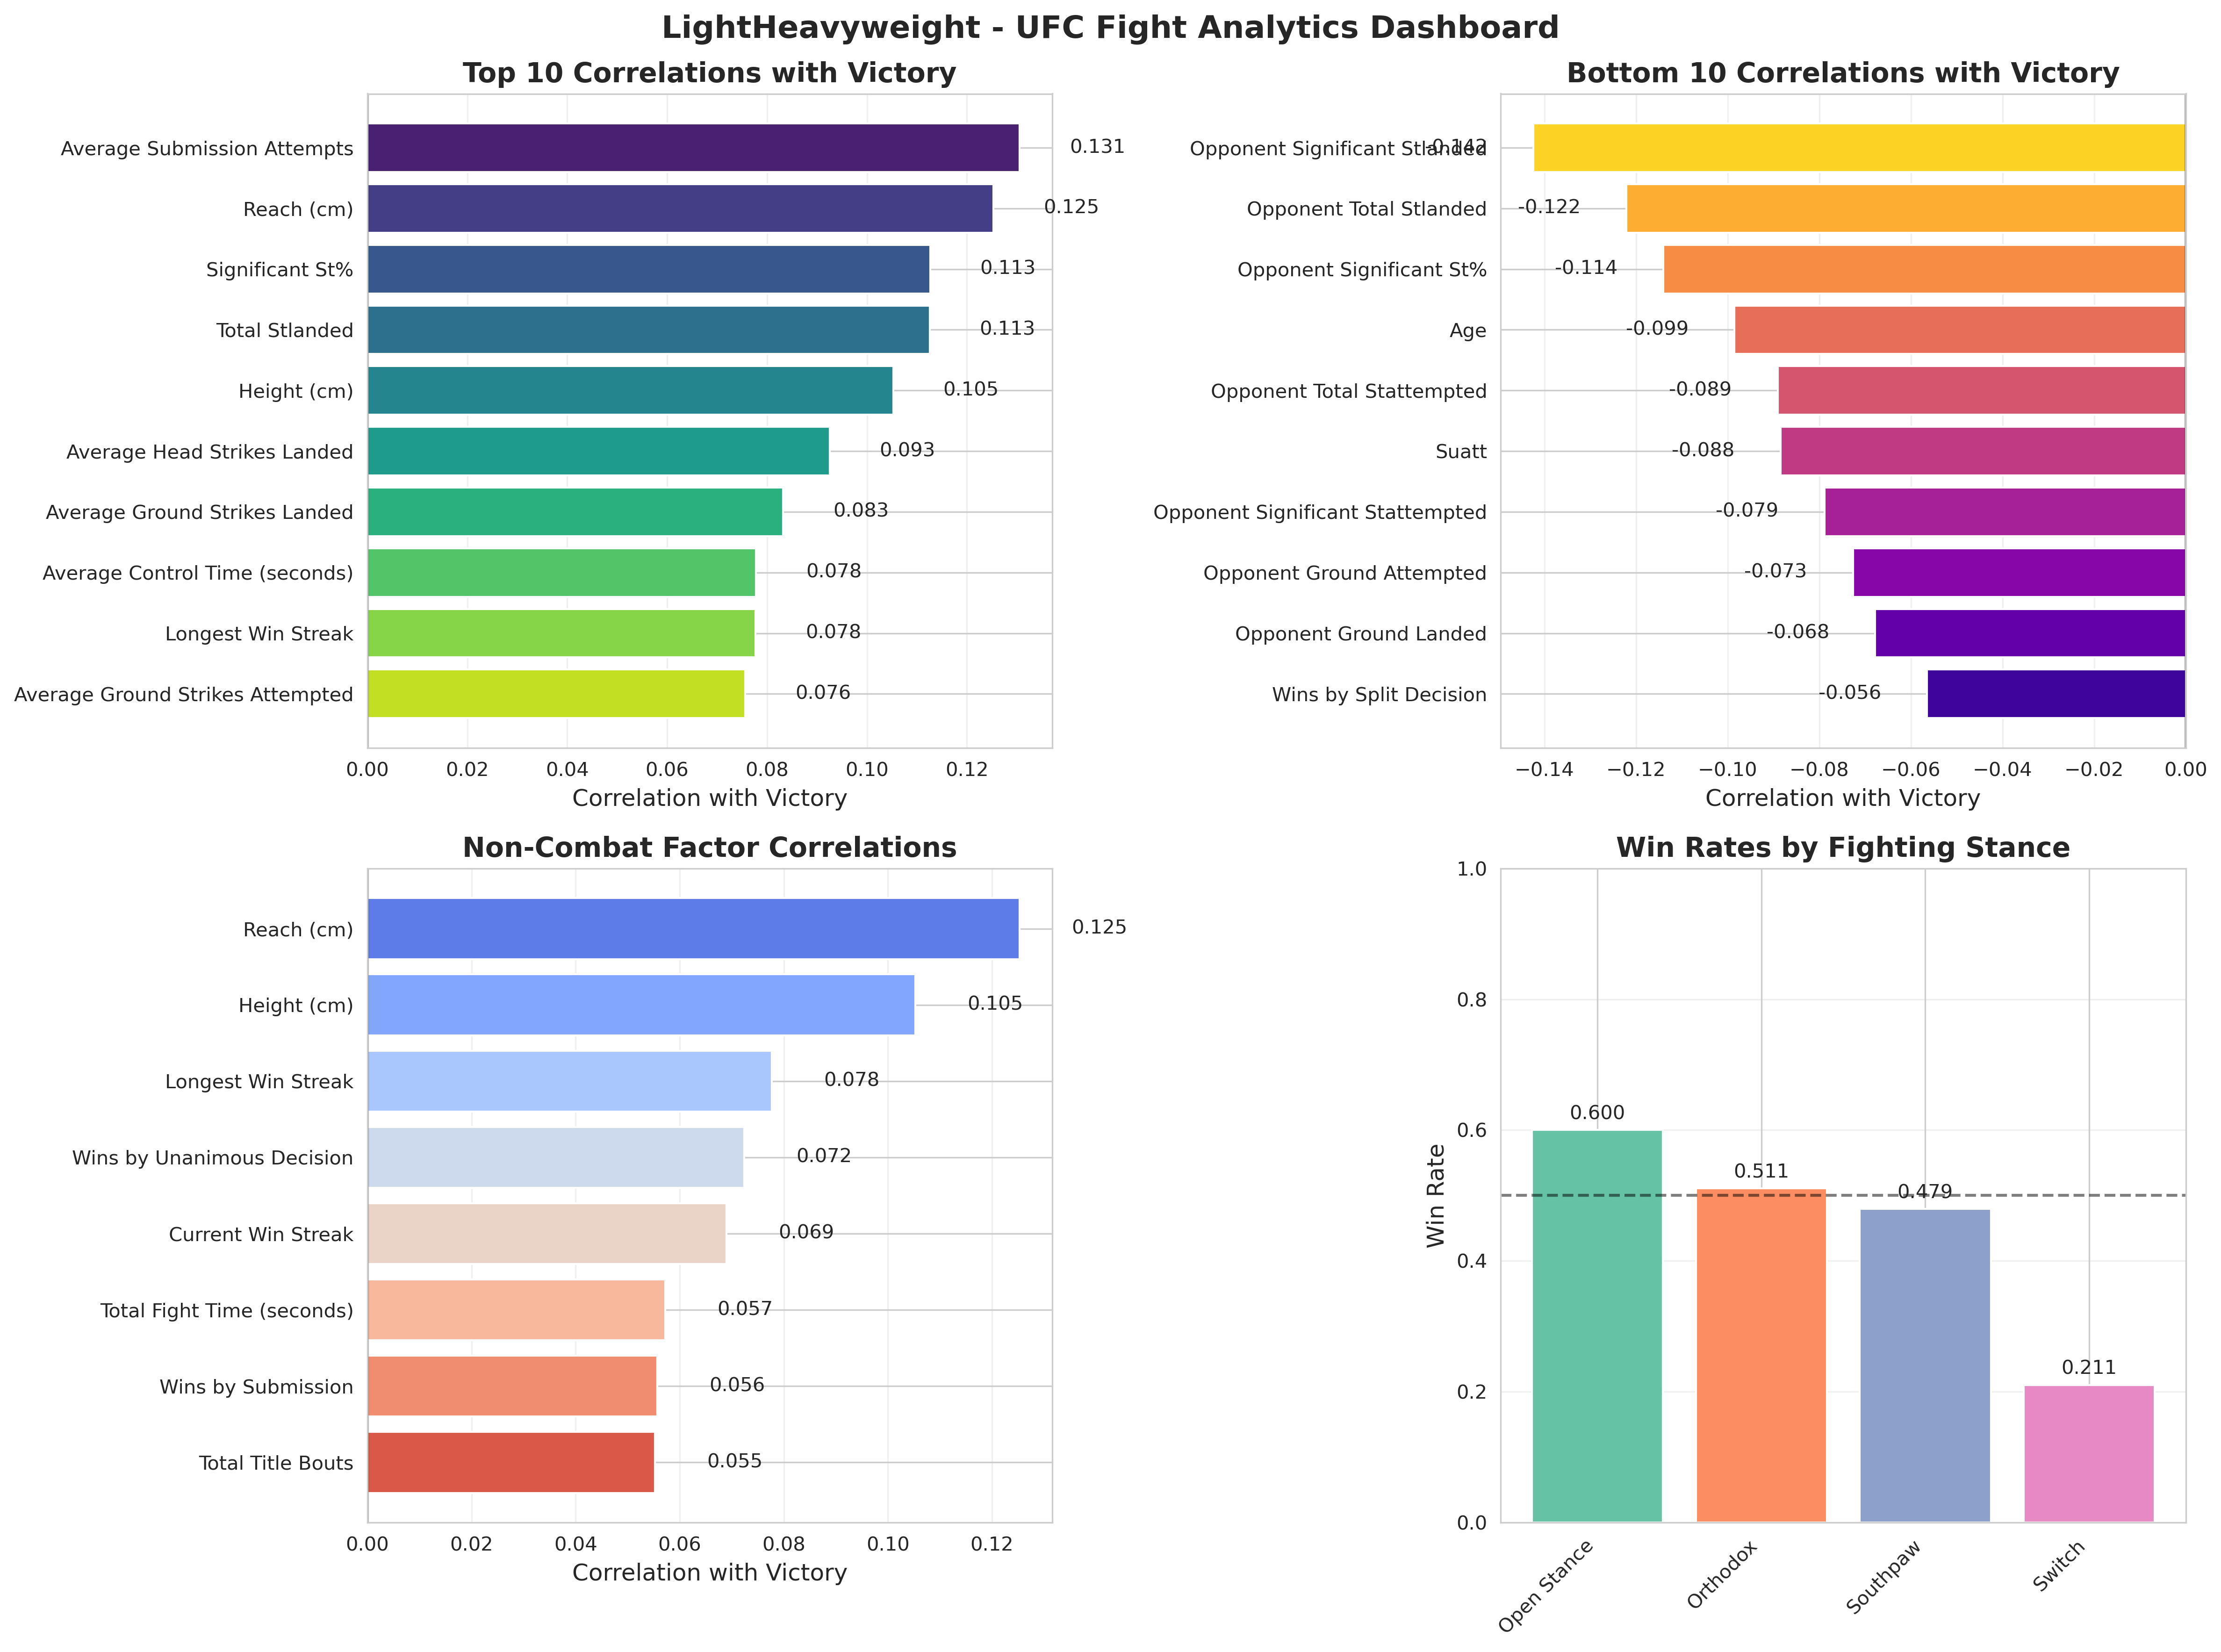 LightHeavyweight - UFC Fight Analytics Dashboard
Top 10 Correlations with Victory
Average Submission Attempts
0.131
Reach (cm)
0.125
Significant St%
0.113
Total Stlanded
0.113
Height (cm)
0.105
Average Head Strikes Landed
0.093
Average Ground Strikes Landed
0.083
Average Control Time (seconds)
0.078
Longest Win Streak
0.078
Average Ground Strikes Attempted
0.076
0.00 0.02 0.04 0.06 0.08 0.10 0.12
Correlation with Victory
Bottom 10 Correlations with Victory
Opponent Significant Stlanded
-0.142
Opponent Total Stlanded
-0.122
Opponent Significant St%
-0.114
Age
-0.099
Opponent Total Stattempted
-0.089
Suatt
-0.088
Opponent Significant Stattempted
-0.079
Opponent Ground Attempted
-0.073
Opponent Ground Landed
-0.068
Wins by Split Decision
-0.056
−0.14 −0.12 −0.10 −0.08 −0.06 −0.04 −0.02 0.00
Correlation with Victory
Non-Combat Factor Correlations
Reach (cm)
0.125
Height (cm)
0.105
Longest Win Streak
0.078
Wins by Unanimous Decision
0.072
Current Win Streak
0.069
Total Fight Time (seconds)
0.057
Wins by Submission
0.056
Total Title Bouts
0.055
0.00 0.02 0.04 0.06 0.08 0.10 0.12
Correlation with Victory
Win Rates by Fighting Stance
Win Rate
1.0
0.8
0.6
0.4
0.2
0.0
0.600
0.511
0.479
0.211
Open Stance
Orthodox
Southpaw
Switch